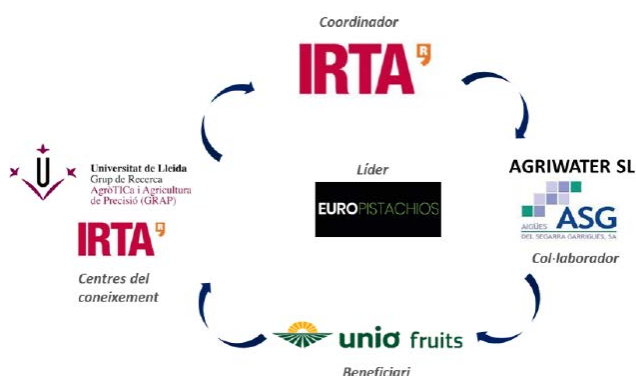 Coordinador
IRTA R
Universitat de Lleida
Grup de Recerca
AgròTICa i Agricultura
de Precisió (GRAP)
IRTA R
Centres del
coneixement
Líder
EUROPISTACHIOS
AGRIWATER SL
ASG
AIGÜES
DEL SEGARRA GARRIGUES, SA
Col·laborador
unió fruits
Beneficiari